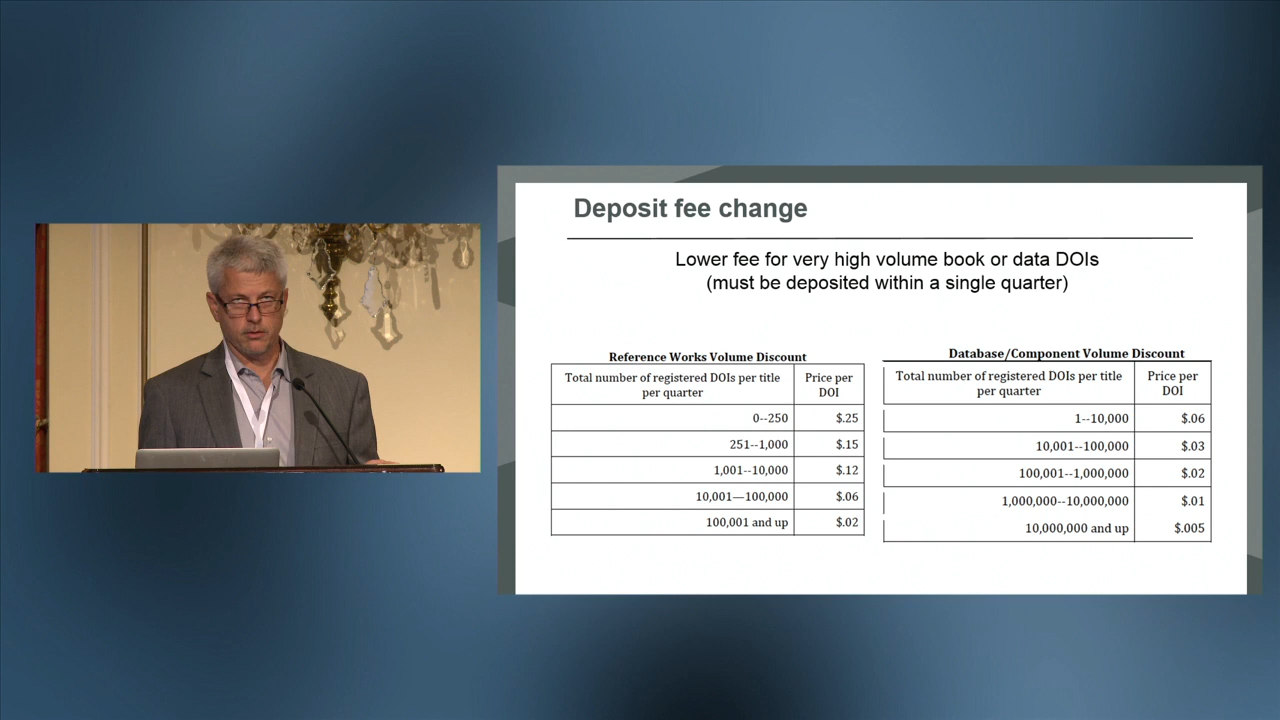 Deposit fee change
Lower fee for very high volume book or data DOIs
(must be deposited within a single quarter)
Reference Works Volume Discount
Total number of registered DOIs per title
per quarter
Price per
DOI
0--250 $.25
251--1,000 $.15
1,001--10,000 $.12
10,001—100,000 $.06
100,001 and up $.02
Database/Component Volume Discount
Total number of registered DOIs per title
per quarter
Price per
DOI
1--10,000 $.06
10,001--100,000 $.03
100,001--1,000,000 $.02
1,000,000--10,000,000 $.01
10,000,000 and up $.005